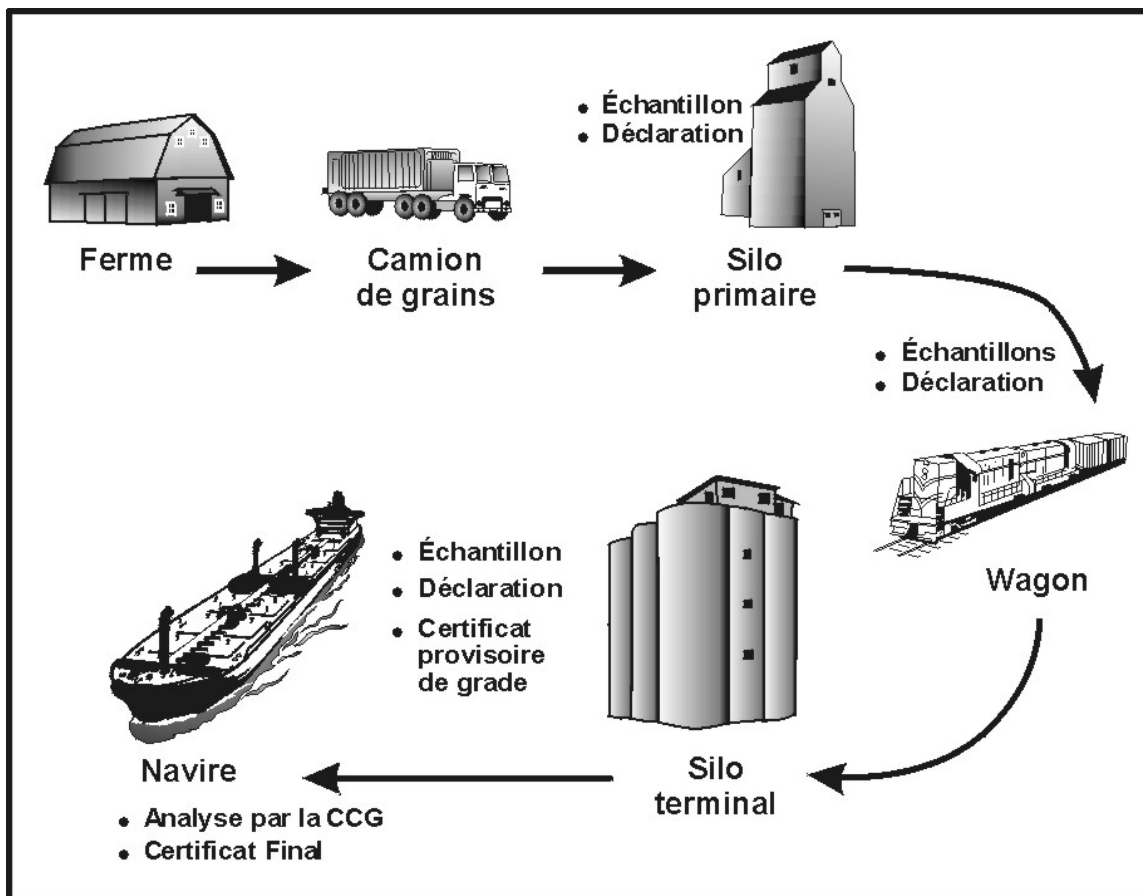 • Échantillon
• Déclaration
Ferme
Camion
de grains
Silo
primaire
• Échantillons
• Déclaration
Wagon
• Échantillon
• Déclaration
• Certificat
provisoire
de grade
Silo
terminal
Navire
• Analyse par la CCG
• Certificat Final